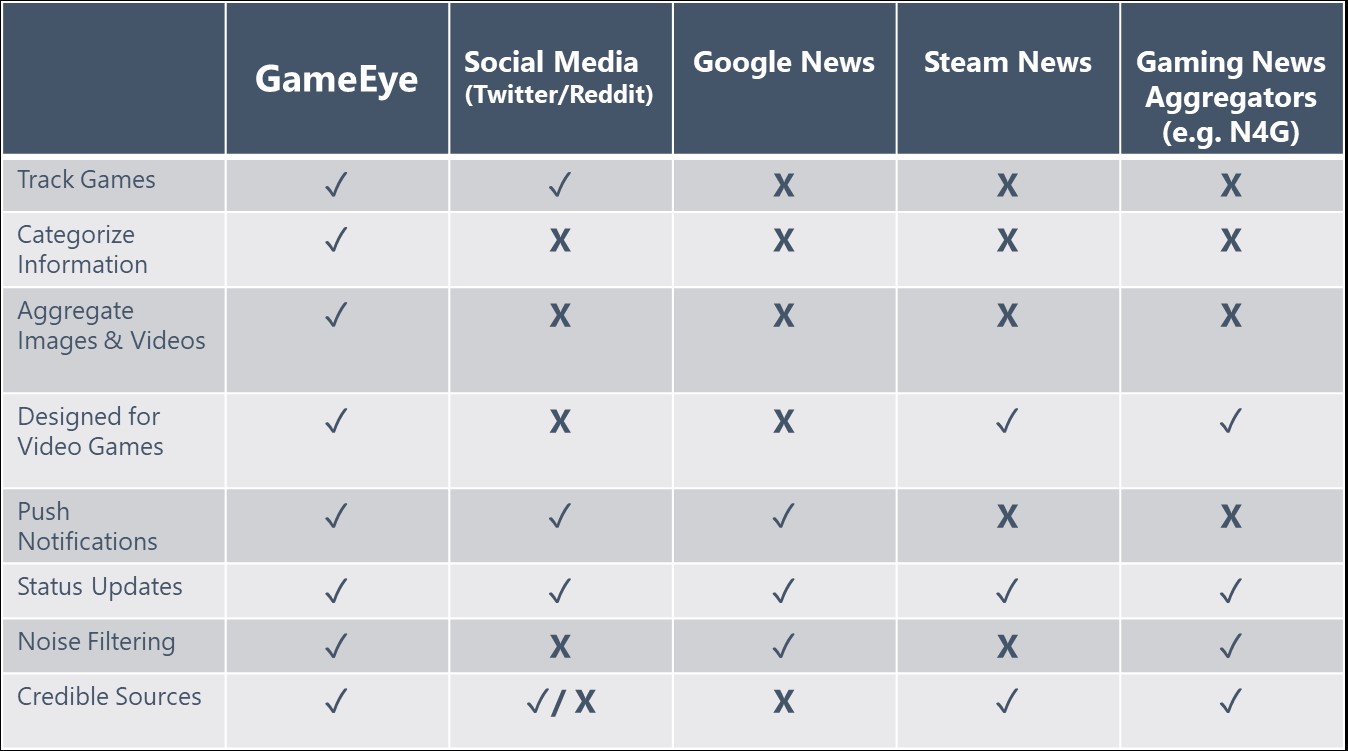 GameEye
Social Media
(Twitter/Reddit)
Google News
Steam News
Gaming News
Aggregators
(e.g. N4G)
Track Games ✓ ✓ X X X
Categorize
Information ✓ X X X X
Aggregate
Images & Videos ✓ X X X X
Designed for
Video Games ✓ X X ✓ ✓
Push
Notifications ✓ ✓ ✓ X X
Status Updates ✓ ✓ ✓ ✓ ✓
Noise Filtering ✓ X ✓ X ✓
Credible Sources ✓ ✓/ X X ✓ ✓